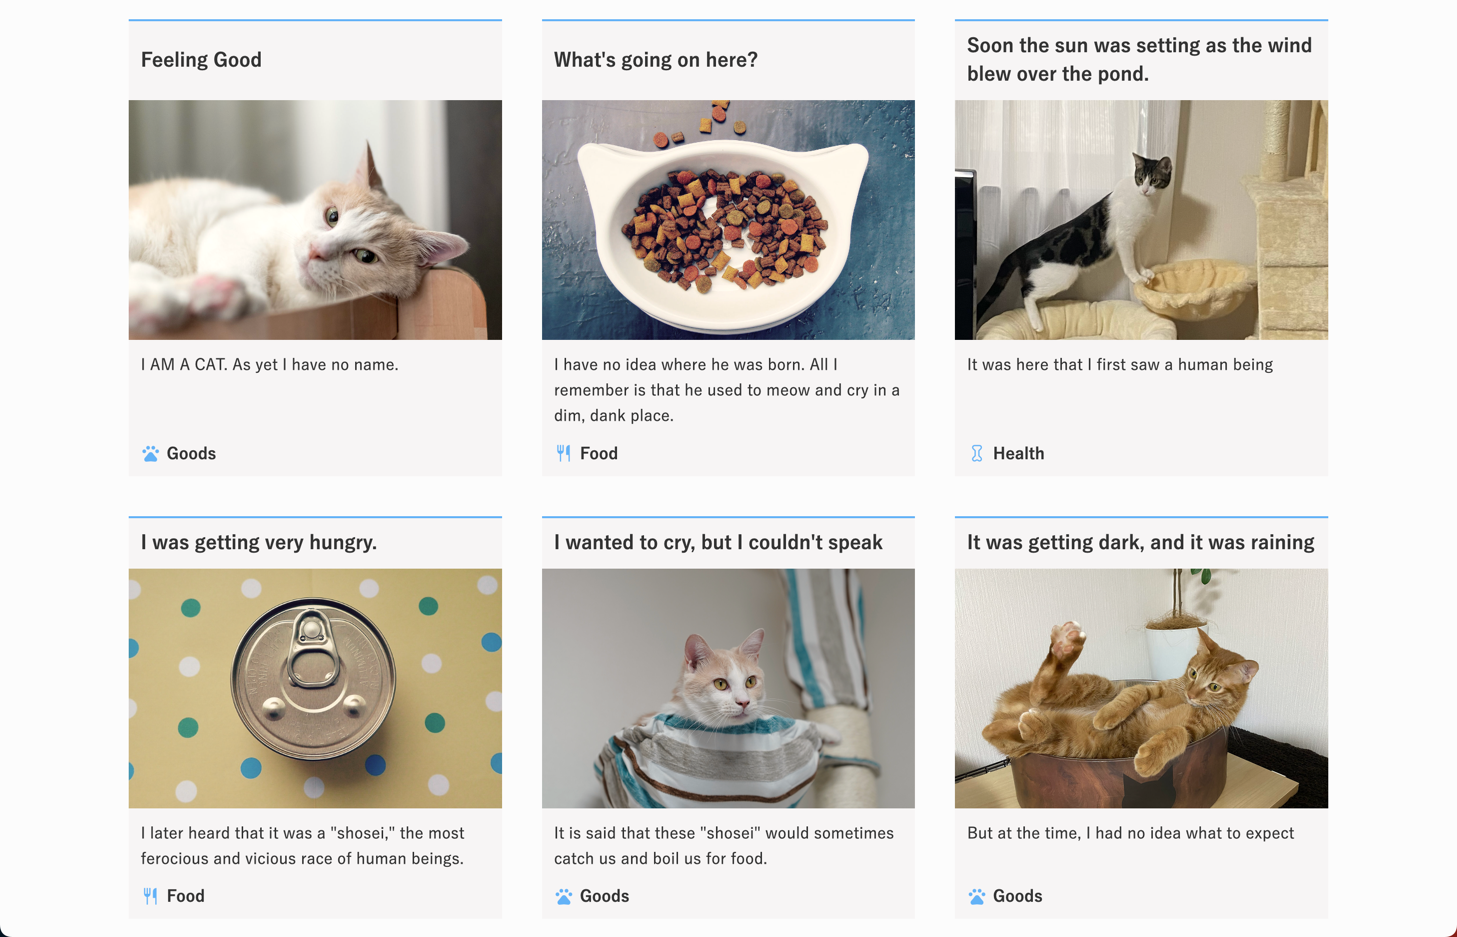 Feeling Good
What's going on here?
Soon the sun was setting as the wind
blew over the pond.
I AM A CAT. As yet I have no name.
I have no idea where he was born. All I
remember is that he used to meow and cry in a
dim, dank place.
It was here that I first saw a human being
Goods
Food
Health
I was getting very hungry.
I wanted to cry, but I couldn't speak
It was getting dark, and it was raining
I later heard that it was a "shosei," the most
ferocious and vicious race of human beings.
It is said that these "shosei" would sometimes
catch us and boil us for food.
But at the time, I had no idea what to expect
Food
Goods
Goods